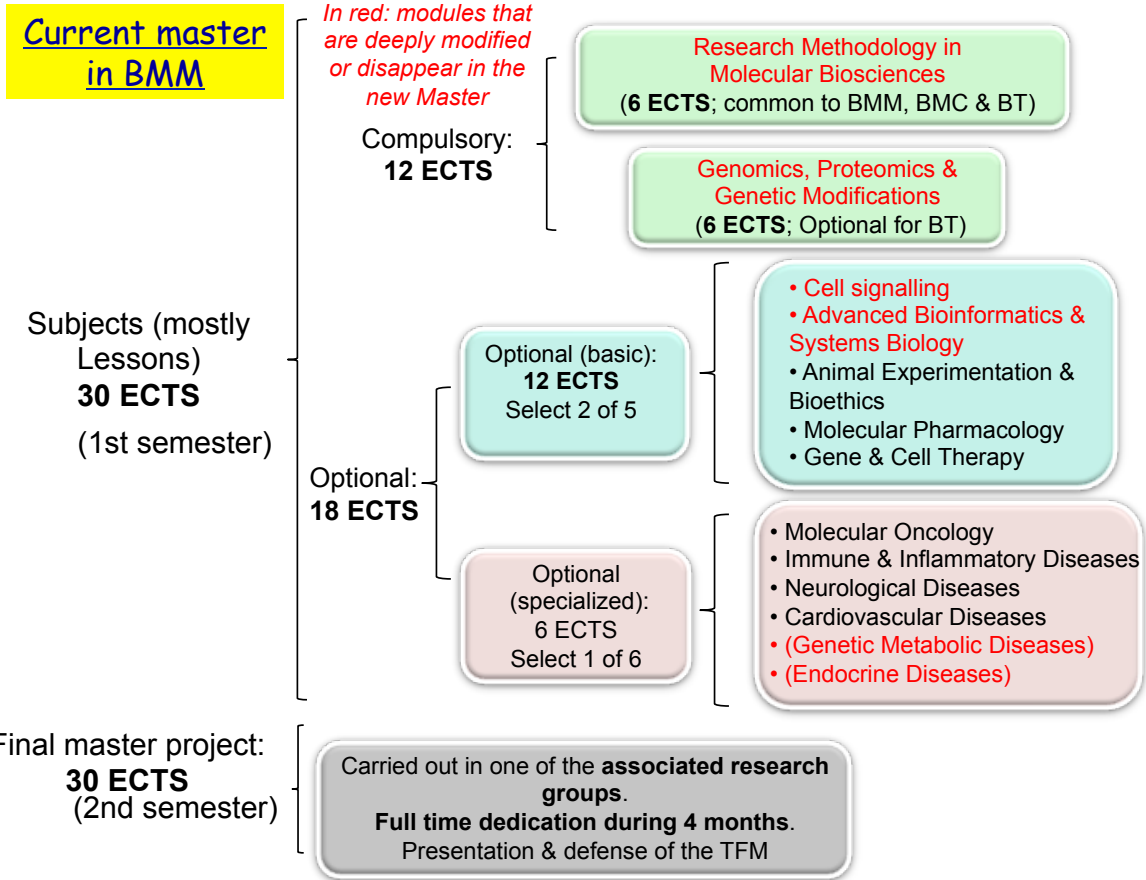 Current master
in BMM
In red: modules that
are deeply modified
or disappear in the
new Master
Compulsory:
12 ECTS
Research Methodology in
Molecular Biosciences
(6 ECTS; common to BMM, BMC & BT)
Genomics, Proteomics &
Genetic Modifications
(6 ECTS; Optional for BT)
Subjects (mostly
Lessons)
30 ECTS
(1st semester)
Optional:
18 ECTS
Optional (basic):
12 ECTS
Select 2 of 5
• Cell signalling
• Advanced Bioinformatics &
Systems Biology
• Animal Experimentation &
Bioethics
• Molecular Pharmacology
• Gene & Cell Therapy
Optional
(specialized):
6 ECTS
Select 1 of 6
• Molecular Oncology
• Immune & Inflammatory Diseases
• Neurological Diseases
• Cardiovascular Diseases
• (Genetic Metabolic Diseases)
• (Endocrine Diseases)
Final master project:
30 ECTS
(2nd semester)
Carried out in one of the associated research
groups.
Full time dedication during 4 months.
Presentation & defense of the TFM